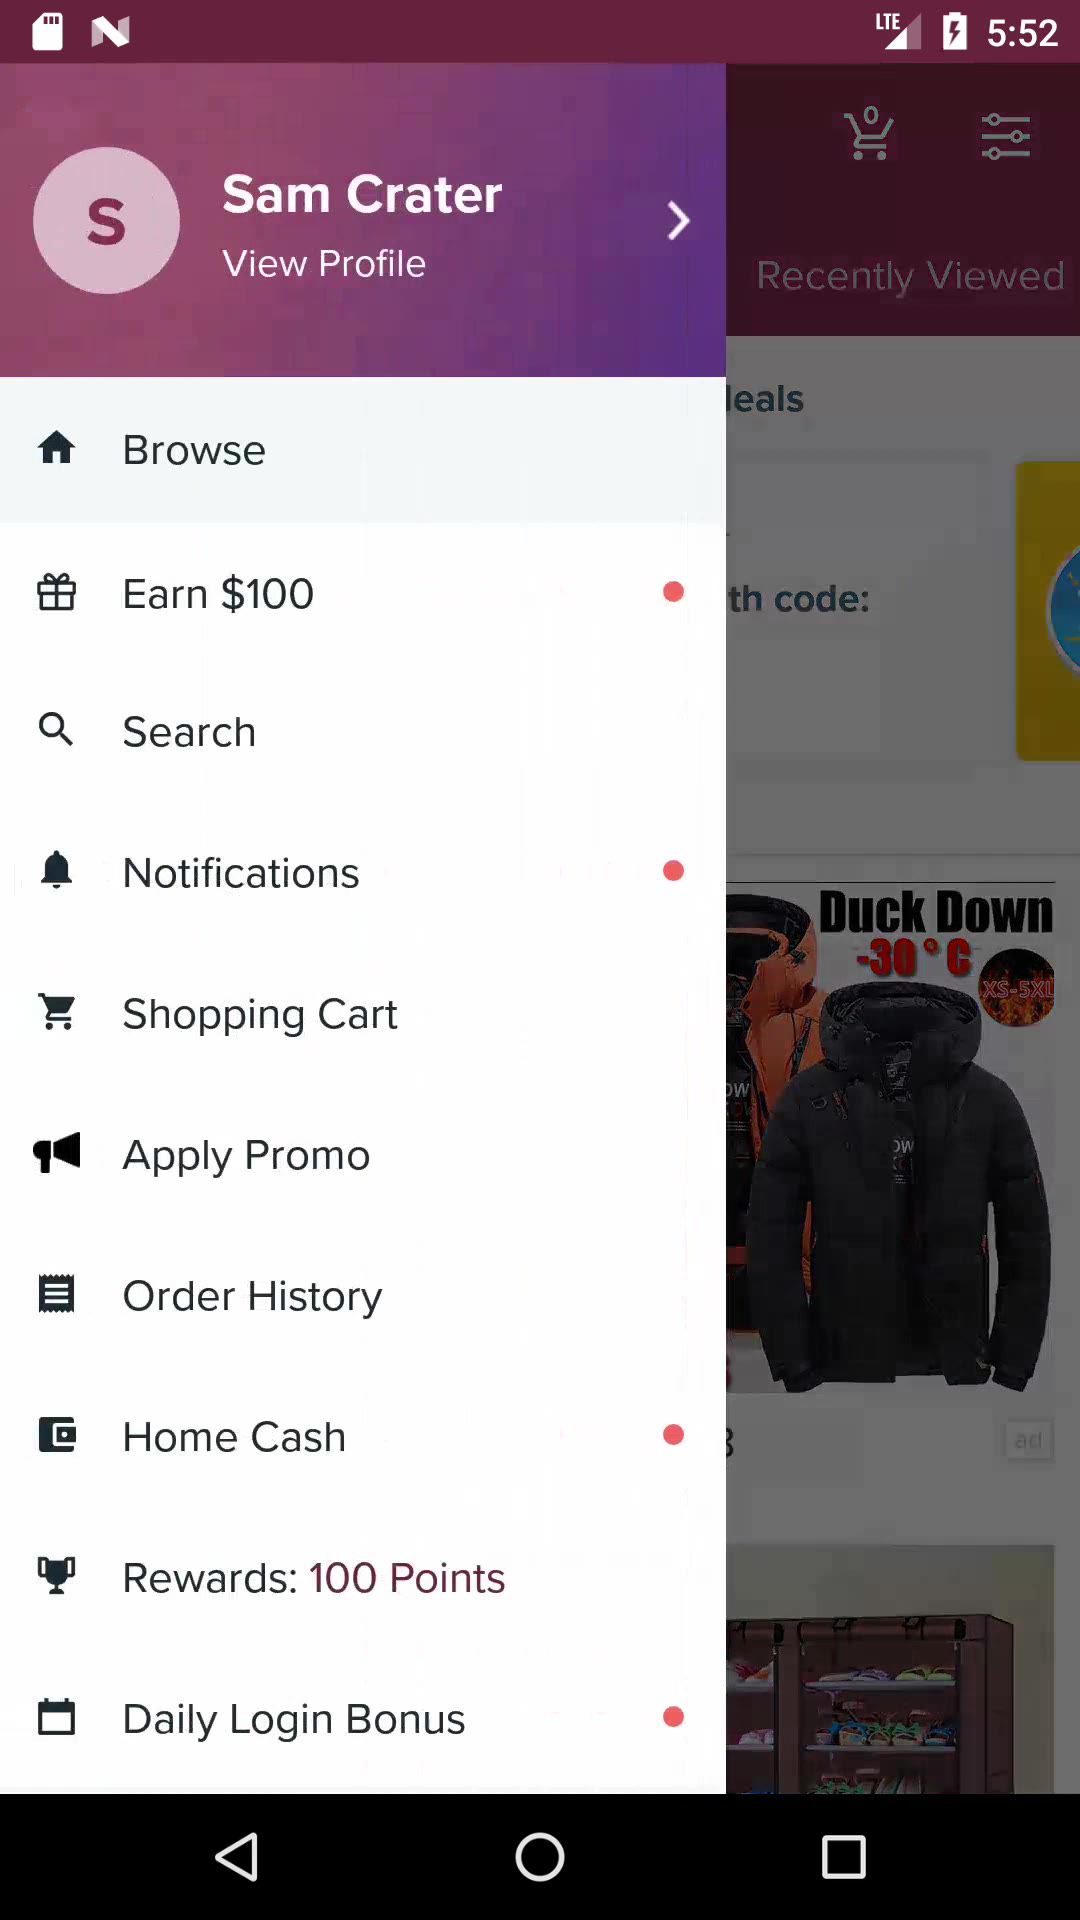 LTE 5:52
0
S
Sam Crater
View Profile
Recently Viewed
Browse
Earn $100
th code:
Search
Notifications
Duck Down
-30°C
XS-5XL
Shopping Cart
Apply Promo
Order History
Home Cash
ad
Rewards: 100 Points
Daily Login Bonus